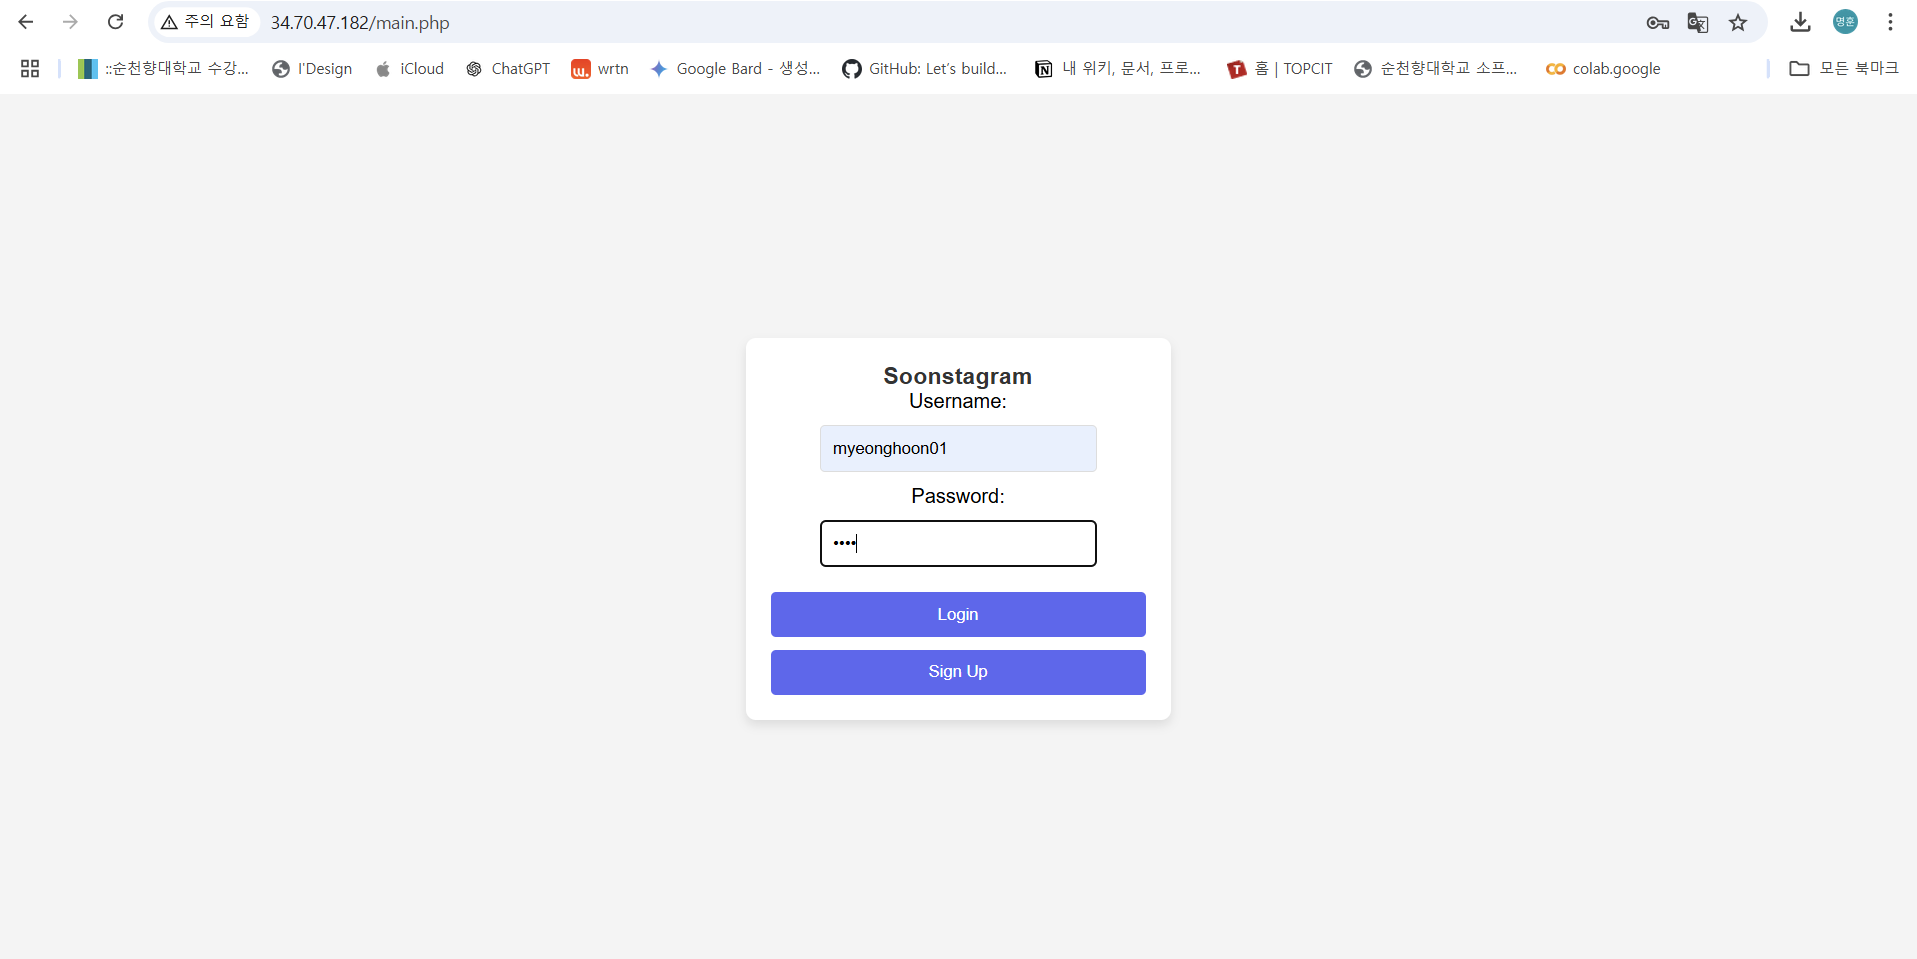 주의 요함 34.70.47.182/main.php 명훈
::순천향대학교 수강... I'Design iCloud ChatGPT wrtn Google Bard - 생성... GitHub: Let's build... 내 위키, 문서, 프로... 홈 | TOPCIT 순천향대학교 소프... colab.google 모든 북마크
Soonstagram
Username:
myeonghoon01
Password:
••••
Login
Sign Up